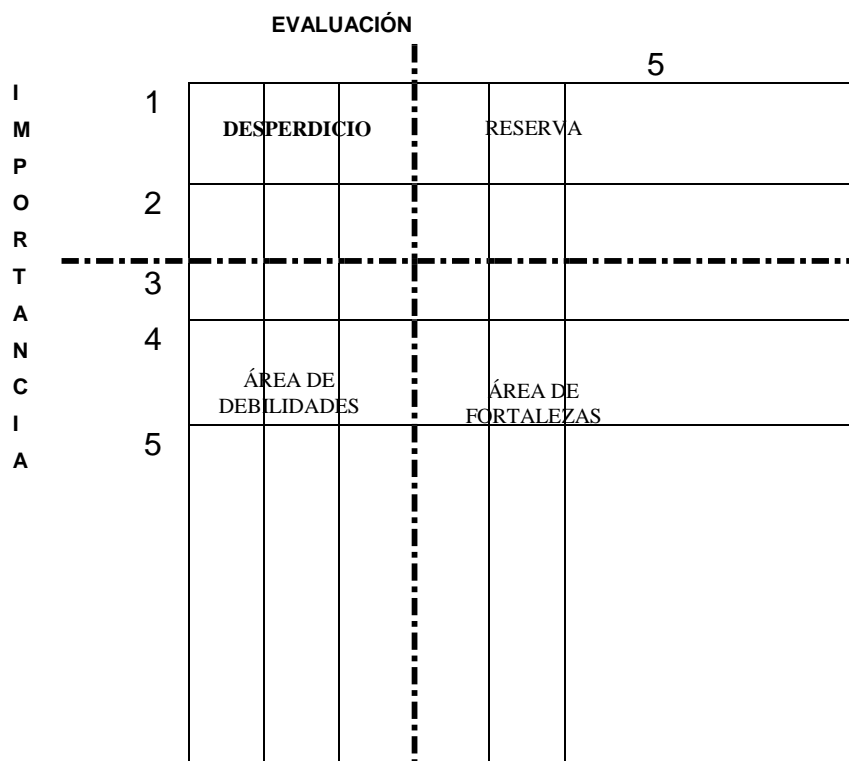 EVALUACIÓN
5
I
M
P
O
R
T
A
N
C
I
A
1
DESPERDICIO
RESERVA
2
3
4
ÁREA DE
DEBILIDADES
ÁREA DE
FORTALEZAS
5